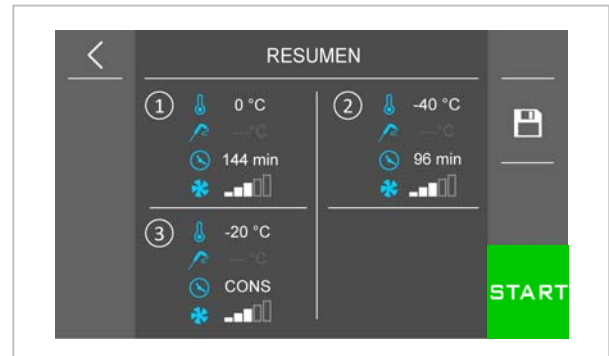 RESUMEN
1
0 °C
---°C
144 min
2
-40 °C
---°C
96 min
3
-20 °C
--- °C
CONS
START